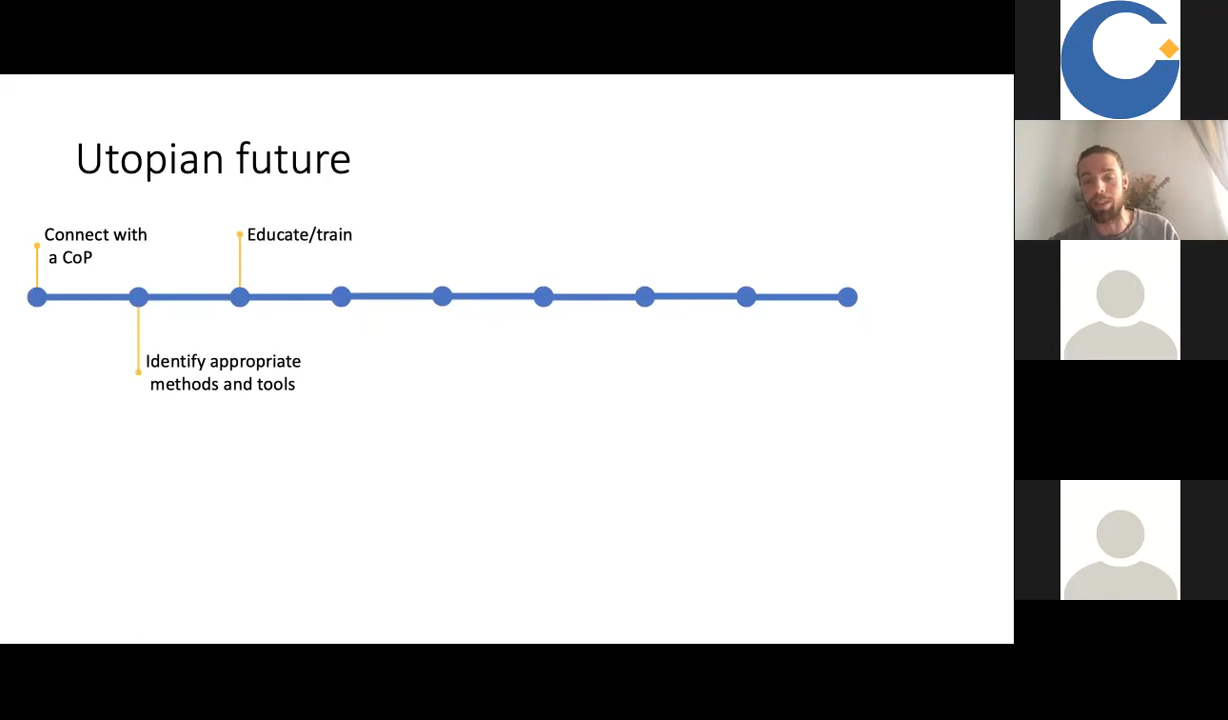 Utopian future
Connect with
a CoP
Educate/train
Identify appropriate
methods and tools